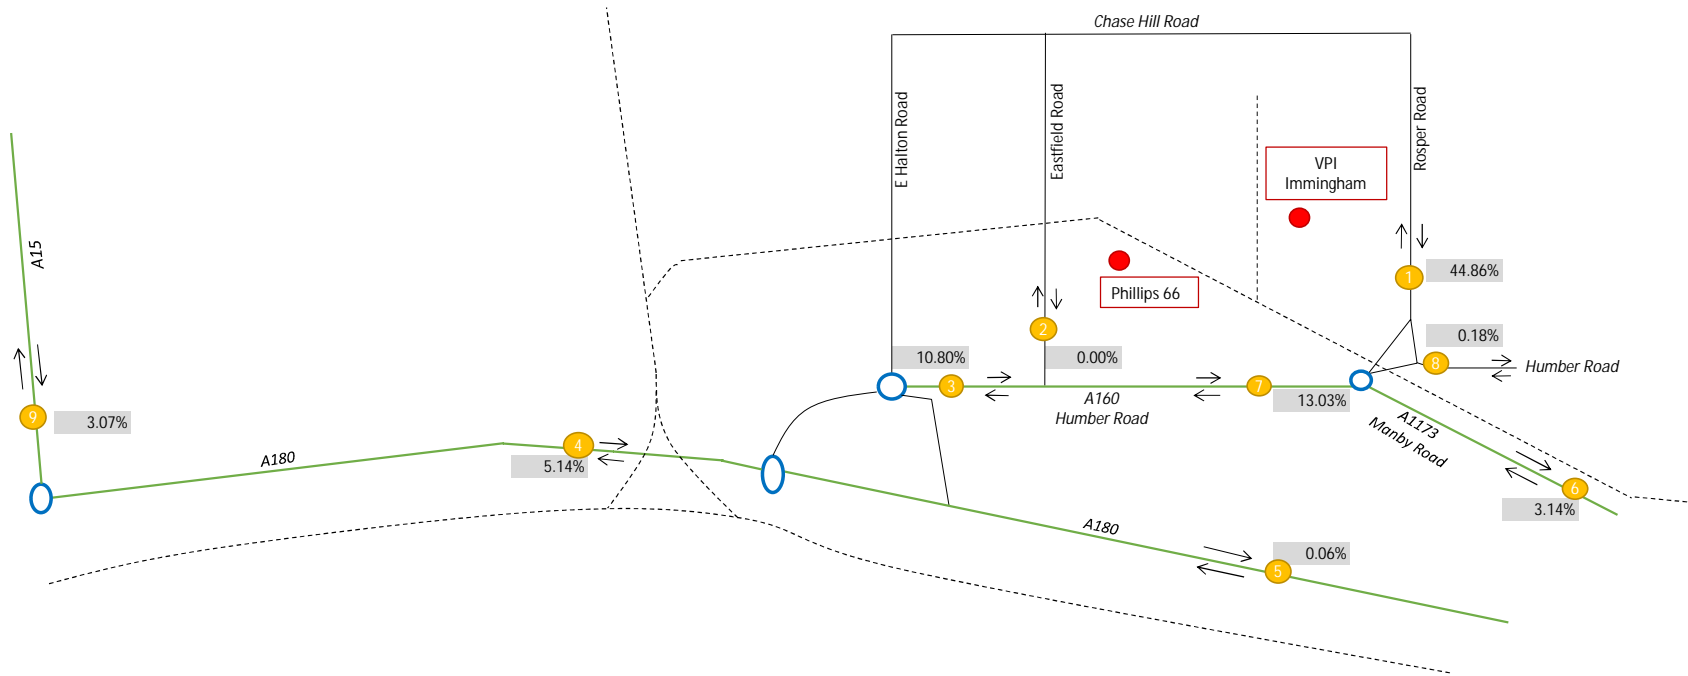 Chase Hill Road
E Halton Road
Eastfield Road
Rosper Road
VPI
Immingham
A15
Phillips 66
1
44.86%
2
0.18%
10.80%
0.00%
8
Humber Road
3
7
A160
Humber Road
13.03%
A1173
Manby Road
9
3.07%
A180
4
5.14%
6
3.14%
A180
0.06%
5